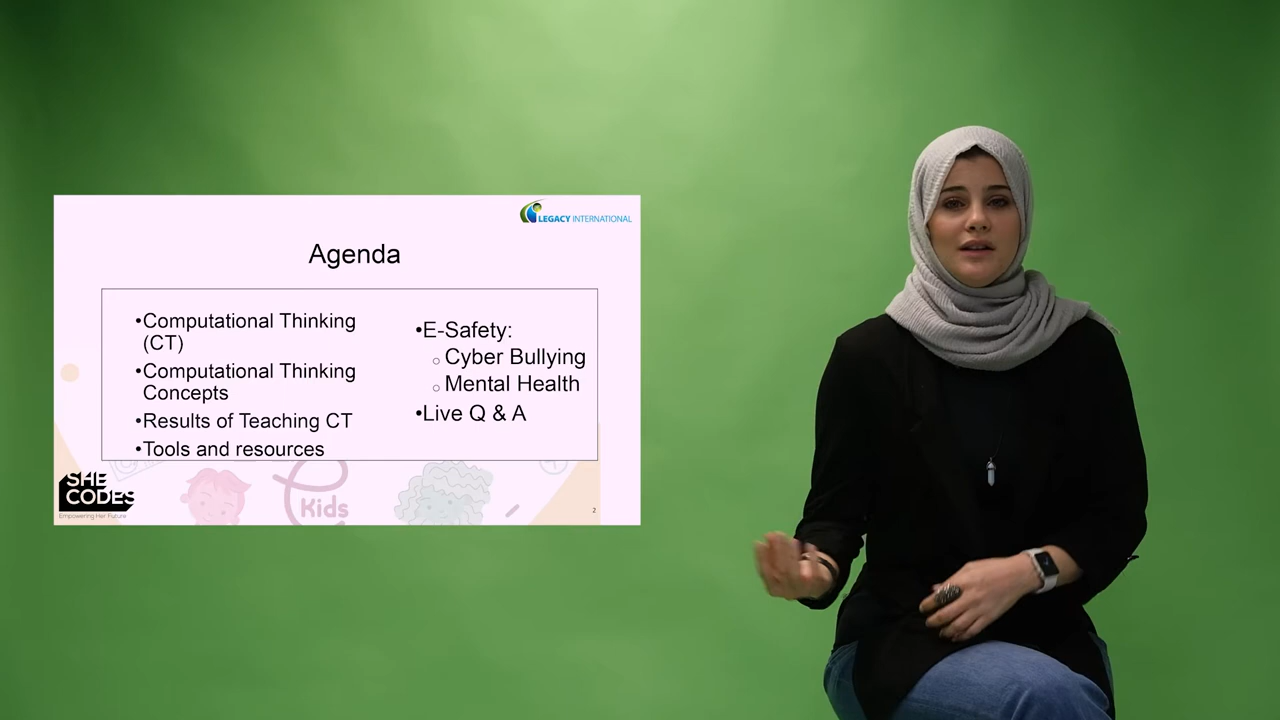 LEGACY INTERNATIONAL
Agenda
•Computational Thinking
(CT)
•Computational Thinking
Concepts
•Results of Teaching CT
•Tools and resources
•E-Safety:
○ Cyber Bullying
○ Mental Health
•Live Q & A
SHE
CODES
Empowering Her Future
e
Kids
2